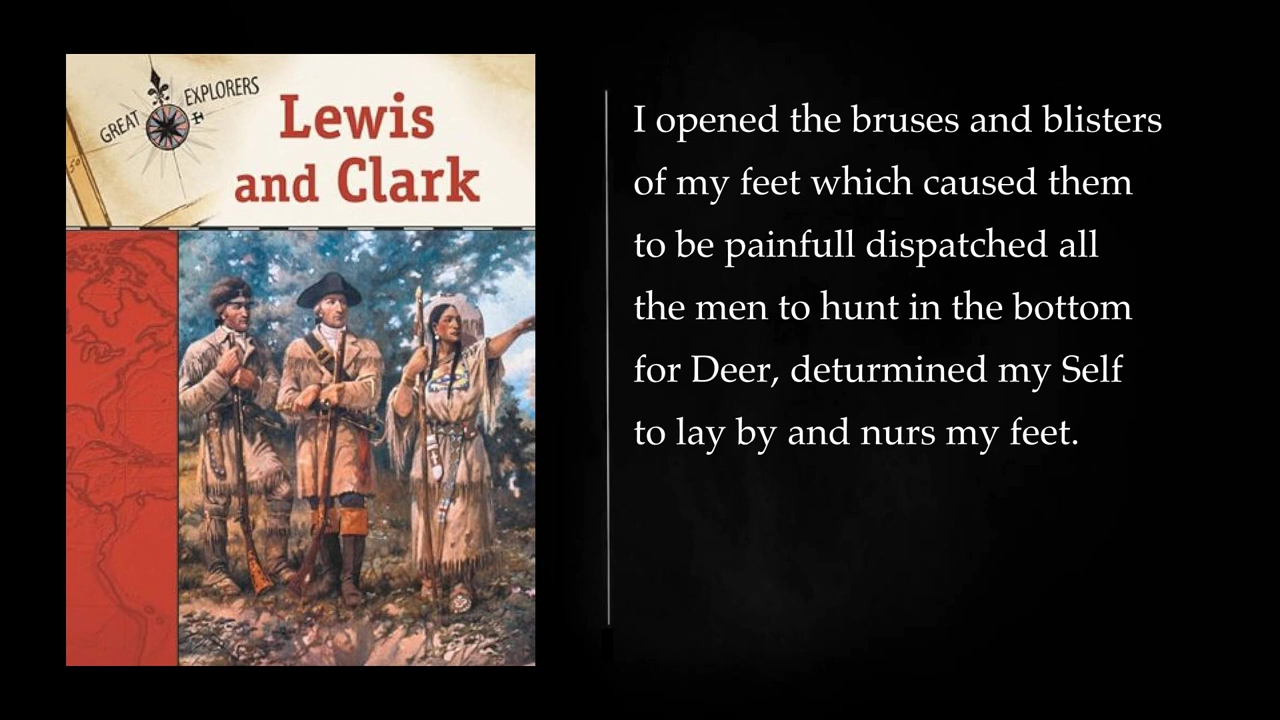 GREAT EXPLORERS
Lewis
and Clark
50
I opened the bruses and blisters
of my feet which caused them
to be painfull dispatched all
the men to hunt in the bottom
for Deer, deturmined my Self
to lay by and nurs my feet.